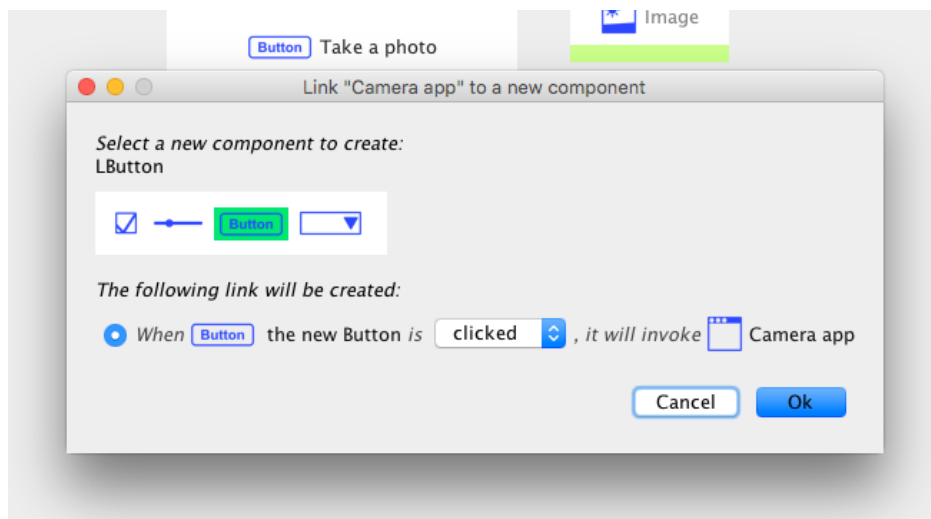 Image
Button Take a photo
Link "Camera app" to a new component
Select a new component to create:
LButton
Button
The following link will be created:
When Button the new Button is clicked , it will invoke Camera app
Cancel Ok